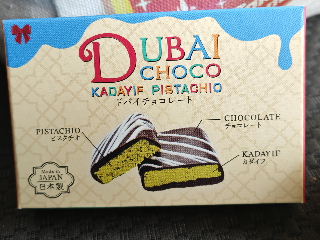 DUBAI
CHOCO
KADAYIF PISTACHIO
ドバイチョコレート
CHOCOLATE
チョコレート
PISTACHIO
ピスタチオ
KADAYIF
カダイフ
Made in
JAPAN
日本製